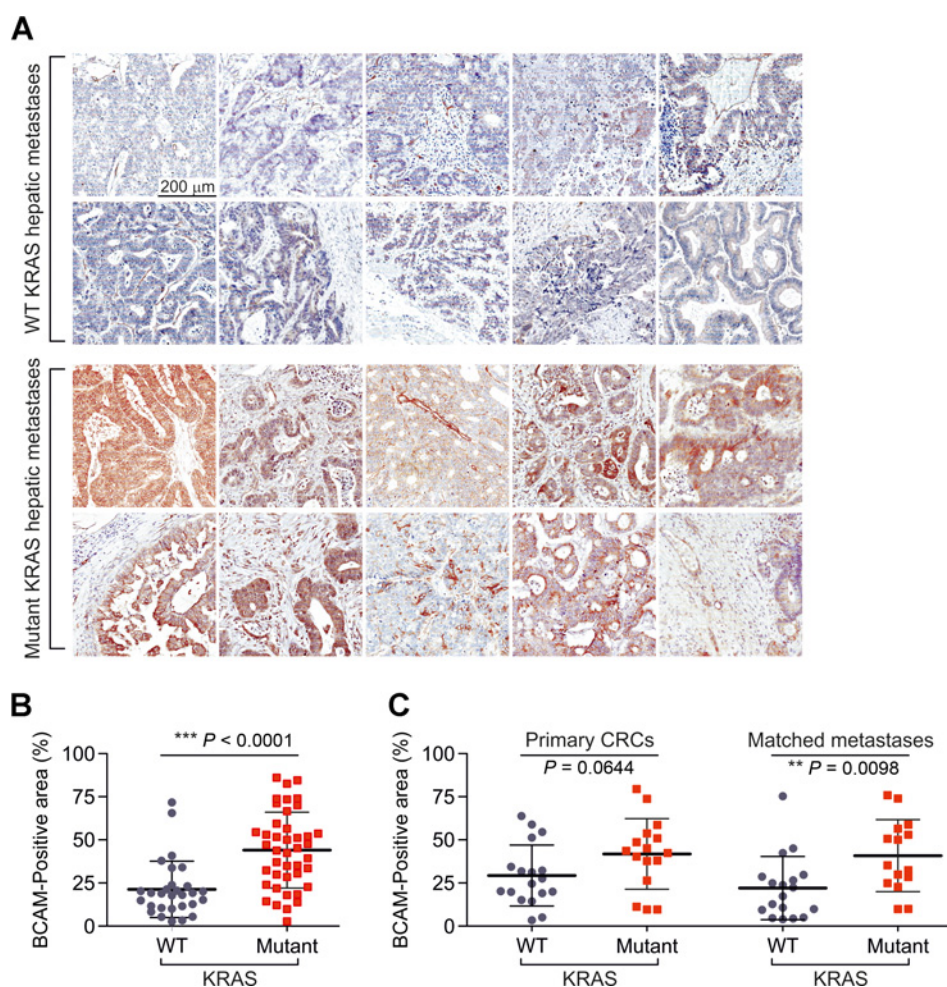 A
WT KRAS hepatic metastases
200 μm
Mutant KRAS hepatic metastases
B
*** P < 0.0001
BCAM-Positive area (%)
100
75
50
25
0
WT
Mutant
KRAS
C
Primary CRCs
Matched metastases
P = 0.0644
** P = 0.0098
BCAM-Positive area (%)
100
75
50
25
0
WT
Mutant
WT
Mutant
KRAS
KRAS